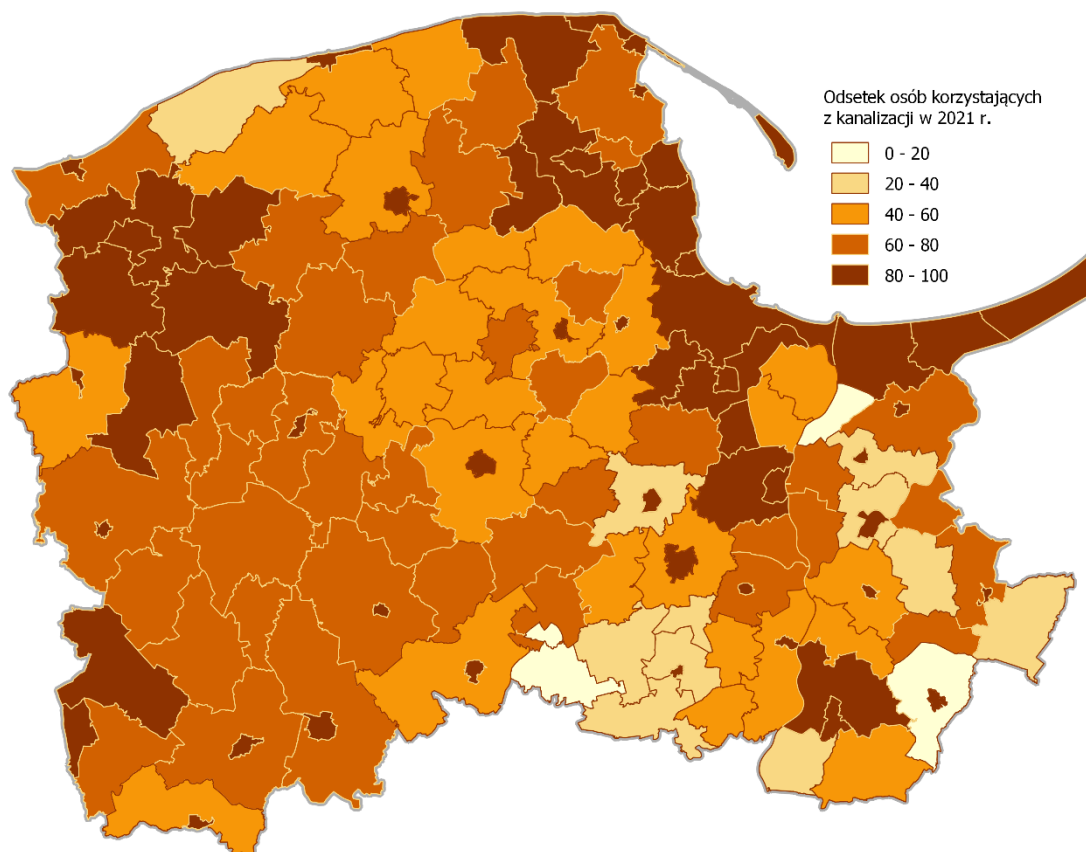 Odsetek osób korzystających
z kanalizacji w 2021 r.
0 - 20
20 - 40
40 - 60
60 - 80
80 - 100